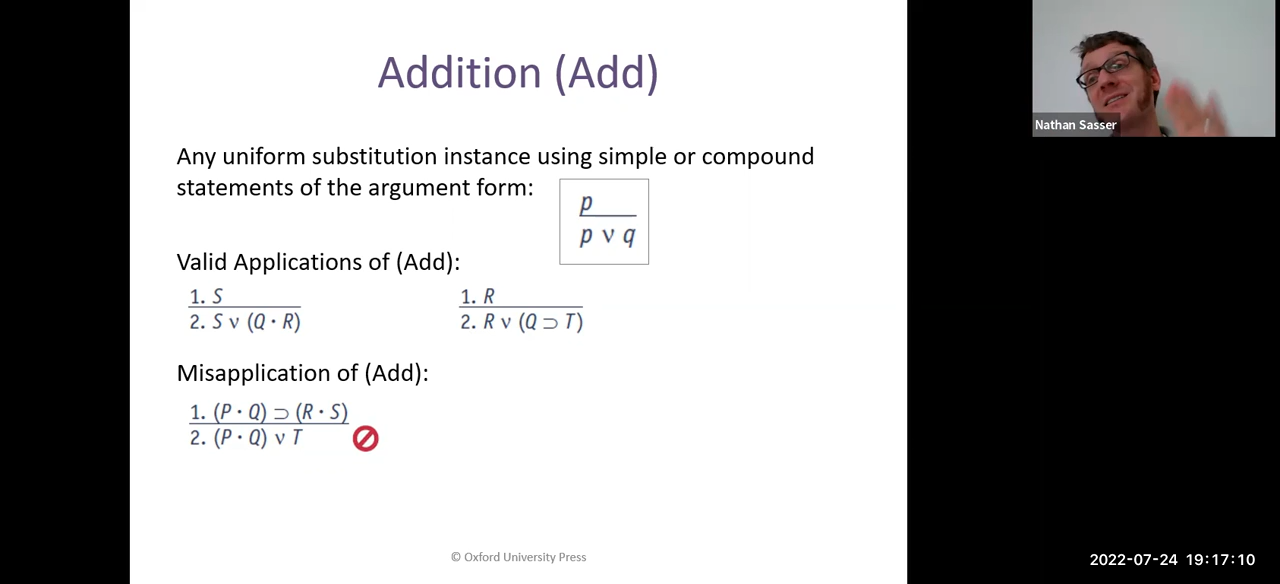 Addition (Add)
Nathan Sasser
Any uniform substitution instance using simple or compound
statements of the argument form:
p
p v q
Valid Applications of (Add):
1. S
2. S v (Q · R)
1. R
2. R v (Q ⊃ T)
Misapplication of (Add):
1. (P · Q) ⊃ (R · S)
2. (P · Q) v T
© Oxford University Press
2022-07-24 19:17:10